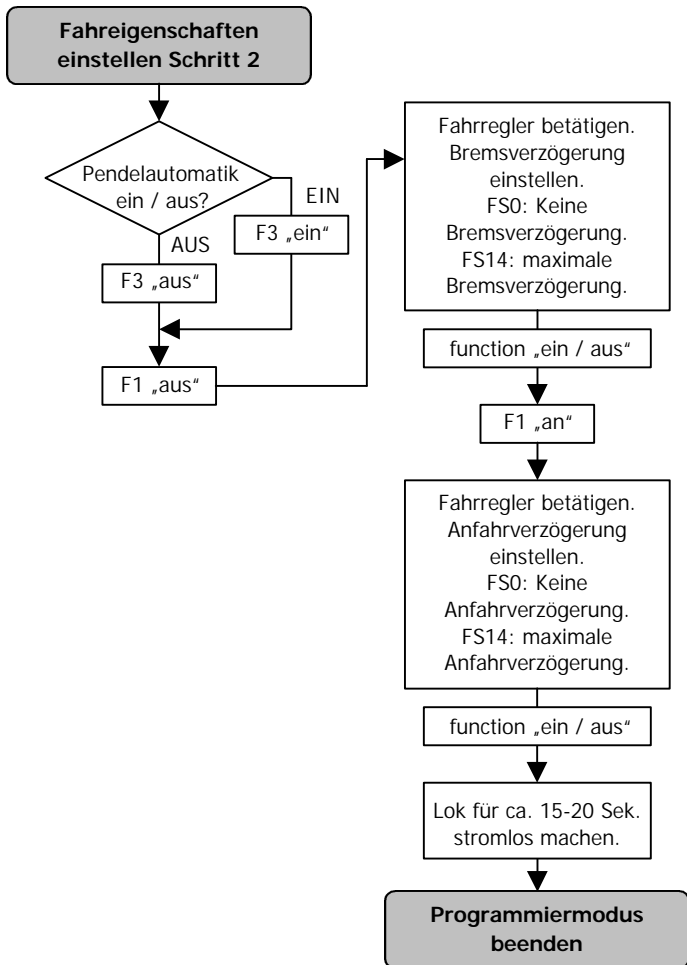 Fahreigenschaften
einstellen Schritt 2
Pendelautomatik
ein / aus?
EIN
F3 „ein“
AUS
F3 „aus“
F1 „aus“
Fahrregler betätigen.
Bremsverzögerung
einstellen.
FS0: Keine
Bremsverzögerung.
FS14: maximale
Bremsverzögerung.
function „ein / aus“
F1 „an“
Fahrregler betätigen.
Anfahrverzögerung
einstellen.
FS0: Keine
Anfahrverzögerung.
FS14: maximale
Anfahrverzögerung.
function „ein / aus“
Lok für ca. 15-20 Sek.
stromlos machen.
Programmiermodus
beenden